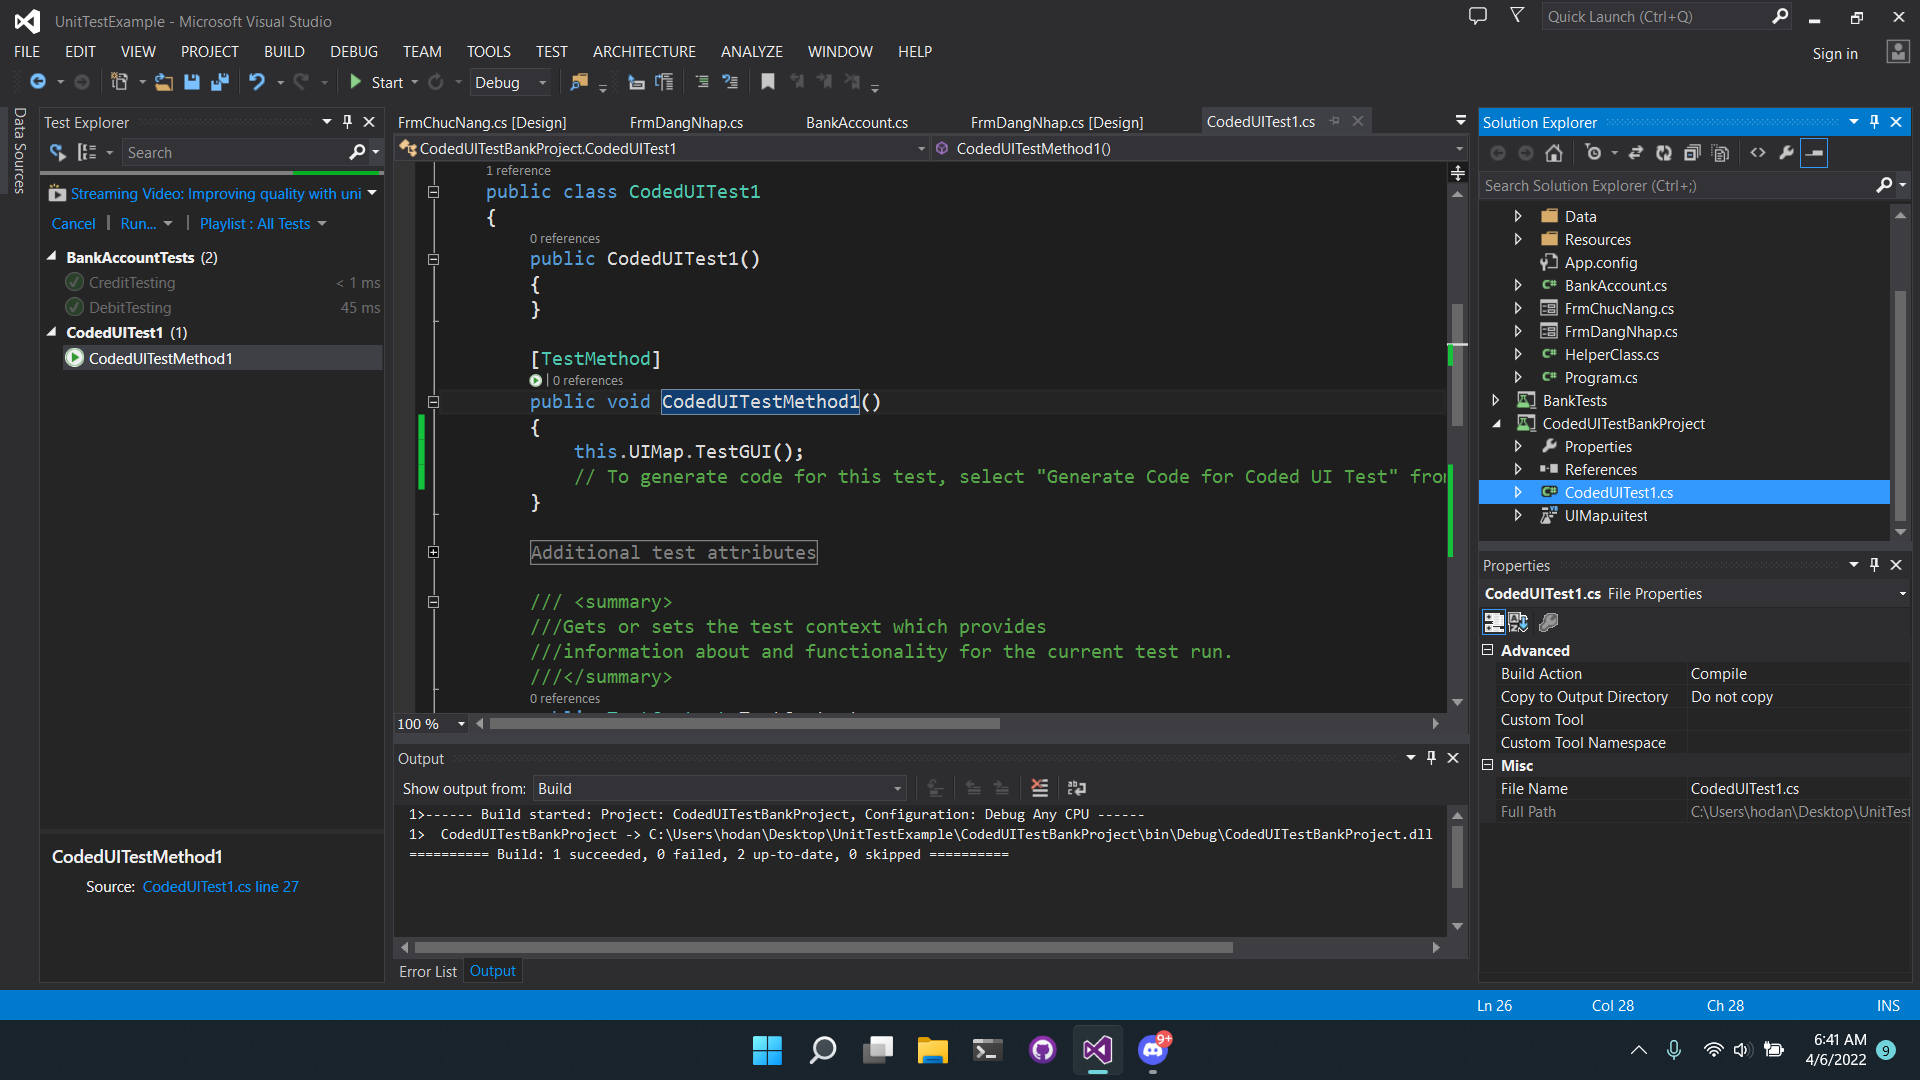 UnitTestExample - Microsoft Visual Studio
Quick Launch (Ctrl+Q)
FILE EDIT VIEW PROJECT BUILD DEBUG TEAM TOOLS TEST ARCHITECTURE ANALYZE WINDOW HELP
Sign in
Start Debug
Data Sources
Test Explorer
Search
Streaming Video: Improving quality with uni
Cancel Run... Playlist : All Tests
BankAccountTests (2)
CreditTesting < 1 ms
DebitTesting 45 ms
CodedUITest1 (1)
CodedUITestMethod1
CodedUITestMethod1
Source: CodedUITest1.cs line 27
FrmChucNang.cs [Design] FrmDangNhap.cs BankAccount.cs FrmDangNhap.cs [Design] CodedUITest1.cs
CodedUITestBankProject.CodedUITest1 CodedUITestMethod1()
1 reference
public class CodedUITest1
{
0 references
public CodedUITest1()
{
}
[TestMethod]
| 0 references
public void CodedUITestMethod1()
{
this.UIMap.TestGUI();
// To generate code for this test, select "Generate Code for Coded UI Test" fro
}
Additional test attributes
/// <summary>
///Gets or sets the test context which provides
///information about and functionality for the current test run.
///</summary>
0 references
100 %
Output
Show output from: Build
1>------ Build started: Project: CodedUITestBankProject, Configuration: Debug Any CPU ------
1>  CodedUITestBankProject -> C:\Users\hodan\Desktop\UnitTestExample\CodedUITestBankProject\bin\Debug\CodedUITestBankProject.dll
========== Build: 1 succeeded, 0 failed, 2 up-to-date, 0 skipped ==========
Error List Output
Solution Explorer
Search Solution Explorer (Ctrl+;)
Data
Resources
App.config
BankAccount.cs
FrmChucNang.cs
FrmDangNhap.cs
HelperClass.cs
Program.cs
BankTests
CodedUITestBankProject
Properties
References
CodedUITest1.cs
UIMap.uitest
Properties
CodedUITest1.cs File Properties
Advanced
Build Action Compile
Copy to Output Directory Do not copy
Custom Tool
Custom Tool Namespace
Misc
File Name CodedUITest1.cs
Full Path C:\Users\hodan\Desktop\UnitTest
Ln 26 Col 28 Ch 28 INS
9+
6:41 AM
4/6/2022
9